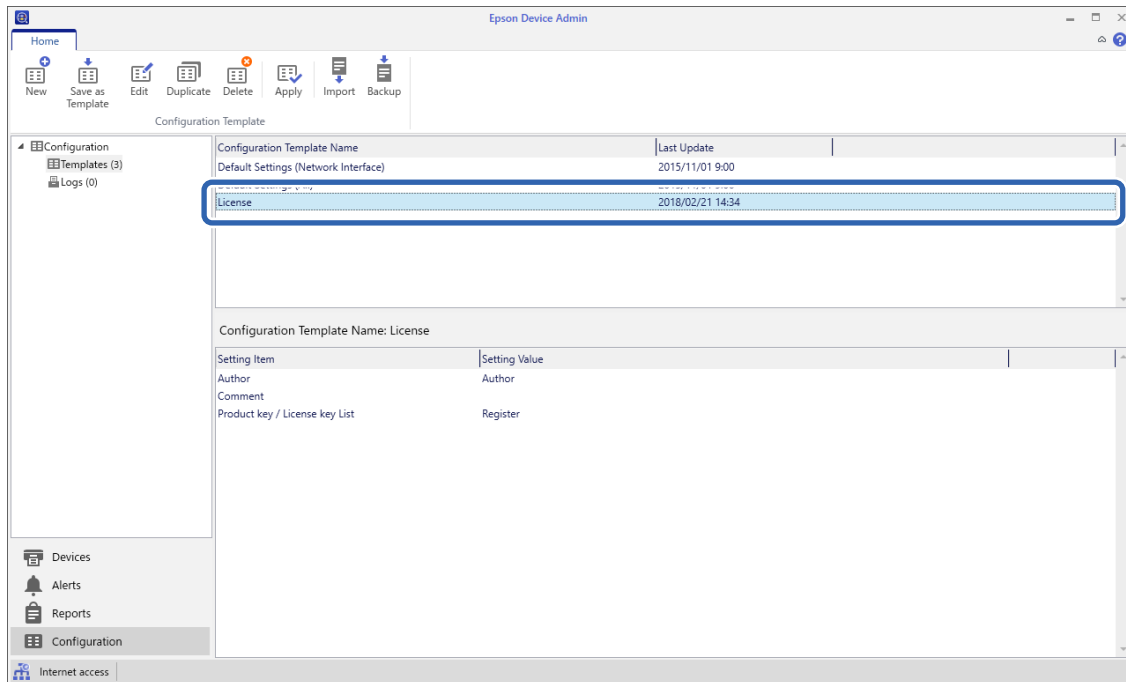 Epson Device Admin
Home
New Save as Template Edit Duplicate Delete Apply Import Backup
Configuration Template
Configuration
Templates (3)
Logs (0)
Configuration Template Name Last Update
Default Settings (Network Interface) 2015/11/01 9:00
License 2018/02/21 14:34
Configuration Template Name: License
Setting Item Setting Value
Author Author
Comment
Product key / License key List Register
Devices
Alerts
Reports
Configuration
Internet access